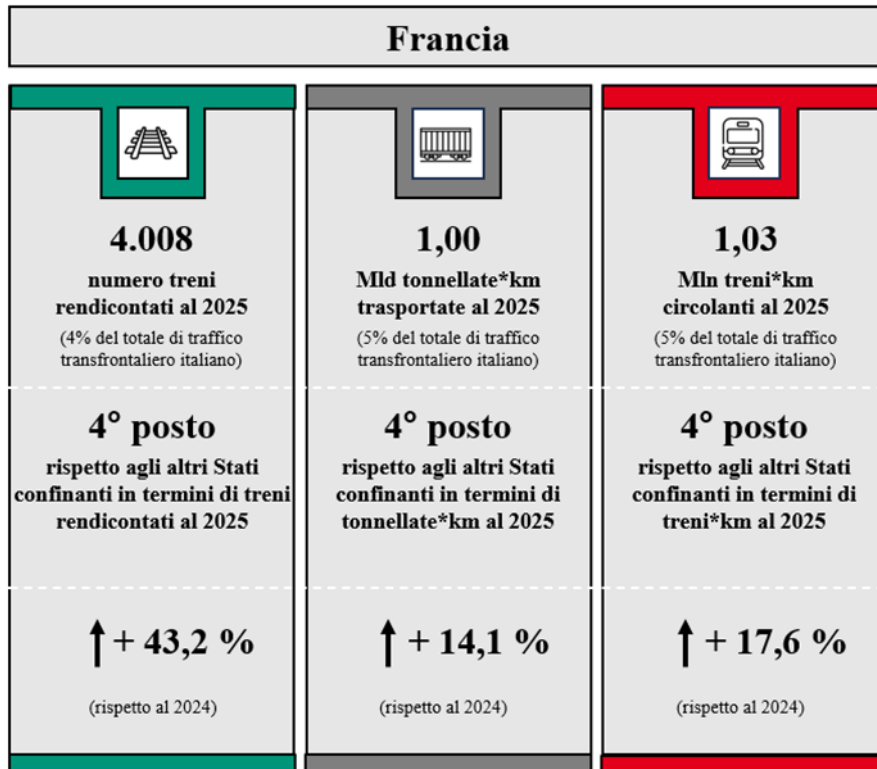 Francia
4.008
numero treni
rendicontati al 2025
(4% del totale di traffico
transfrontaliero italiano)
4° posto
rispetto agli altri Stati
confinanti in termini di treni
rendicontati al 2025
+ 43,2 %
(rispetto al 2024)
1,00
Mld tonnellate*km
trasportate al 2025
(5% del totale di traffico
transfrontaliero italiano)
4° posto
rispetto agli altri Stati
confinanti in termini di
tonnellate*km al 2025
+ 14,1 %
(rispetto al 2024)
1,03
Mln treni*km
circolanti al 2025
(5% del totale di traffico
transfrontaliero italiano)
4° posto
rispetto agli altri Stati
confinanti in termini di
treni*km al 2025
+ 17,6 %
(rispetto al 2024)